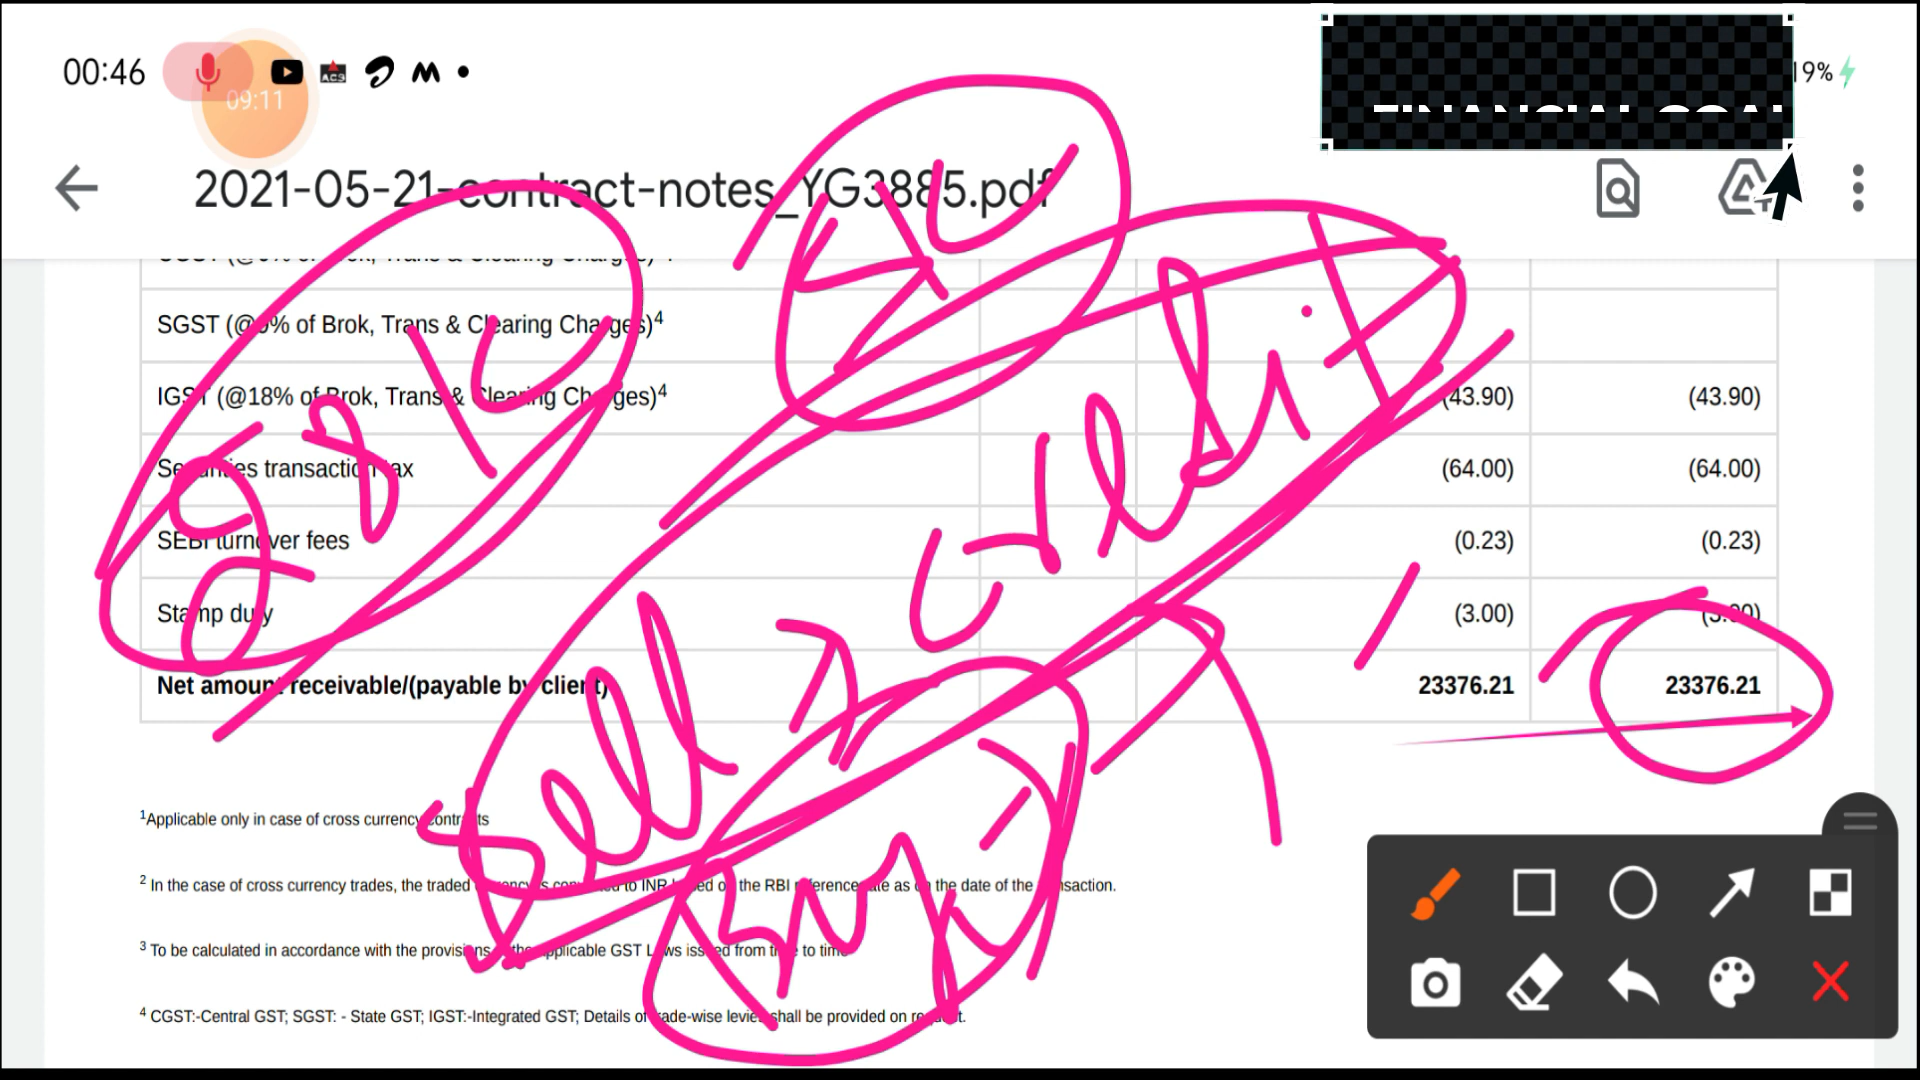 00:46
09:11
19%
2021-05-21-contract-notes_YG3885.pdf
SGST (@9% of Brok, Trans & Clearing Charges)4
IGST (@18% of Brok, Trans & Clearing Charges)4 (43.90) (43.90)
Securities transaction tax (64.00) (64.00)
SEBI turnover fees (0.23) (0.23)
Stamp duty (3.00) (3.00)
Net amount receivable/(payable by client) 23376.21 23376.21
1Applicable only in case of cross currency contracts
2 In the case of cross currency trades, the traded currency is converted to INR based on the RBI reference rate as on the date of the transaction.
3 To be calculated in accordance with the provisions of the applicable GST Laws issued from time to time
4 CGST:-Central GST; SGST: - State GST; IGST:-Integrated GST; Details of trade-wise levies shall be provided on request.
Sell
credit
Buy